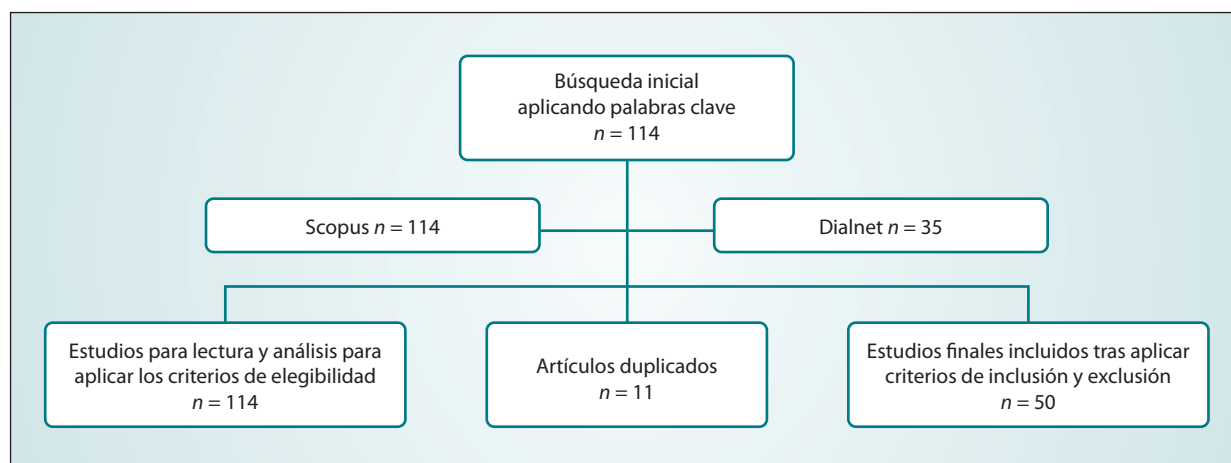 Búsqueda inicial
aplicando palabras clave
n = 114
Scopus n = 114
Dialnet n = 35
Estudios para lectura y análisis para
aplicar los criterios de elegibilidad
n = 114
Artículos duplicados
n = 11
Estudios finales incluidos tras aplicar
criterios de inclusión y exclusión
n = 50